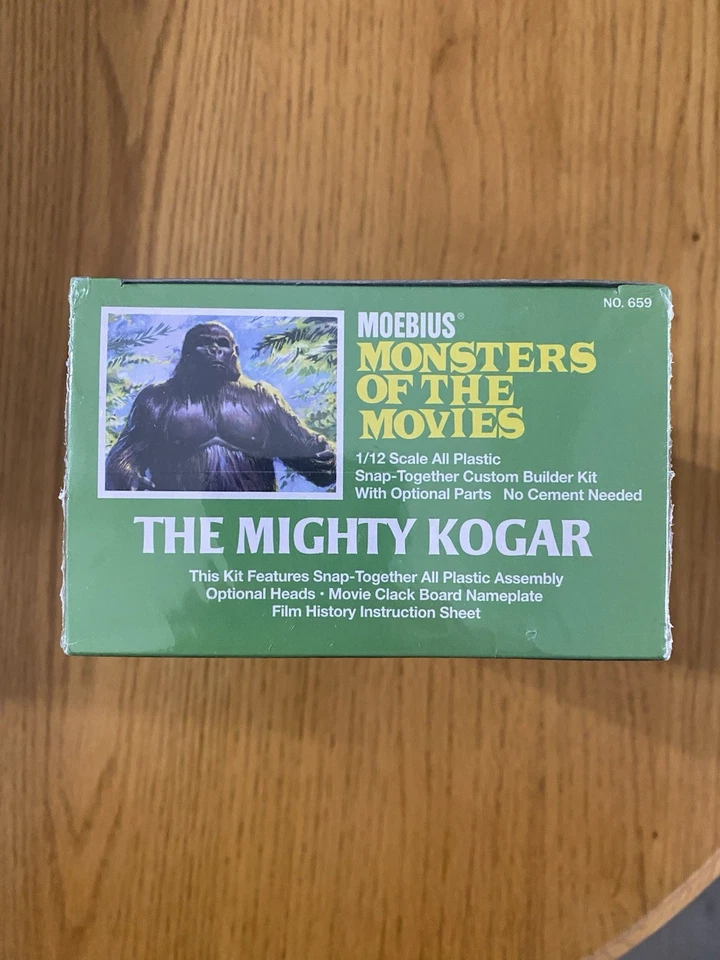 NO. 659
MOEBIUS®
MONSTERS
OF THE
MOVIES
1/12 Scale All Plastic
Snap-Together Custom Builder Kit
With Optional Parts No Cement Needed
THE MIGHTY KOGAR
This Kit Features Snap-Together All Plastic Assembly
Optional Heads • Movie Clack Board Nameplate
Film History Instruction Sheet